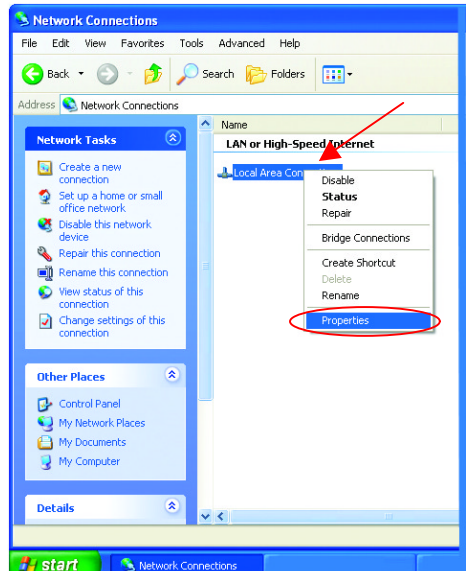 Network Connections
File Edit View Favorites Tools Advanced Help
Back Search Folders
Address Network Connections
Network Tasks
Create a new
connection
Set up a home or small
office network
Disable this network
device
Repair this connection
Rename this connection
View status of this
connection
Change settings of this
connection
Other Places
Control Panel
My Network Places
My Documents
My Computer
Details
Name
LAN or High-Speed Internet
Local Area
Disable
Status
Repair
Bridge Connections
Create Shortcut
Delete
Rename
Properties
start Network Connections